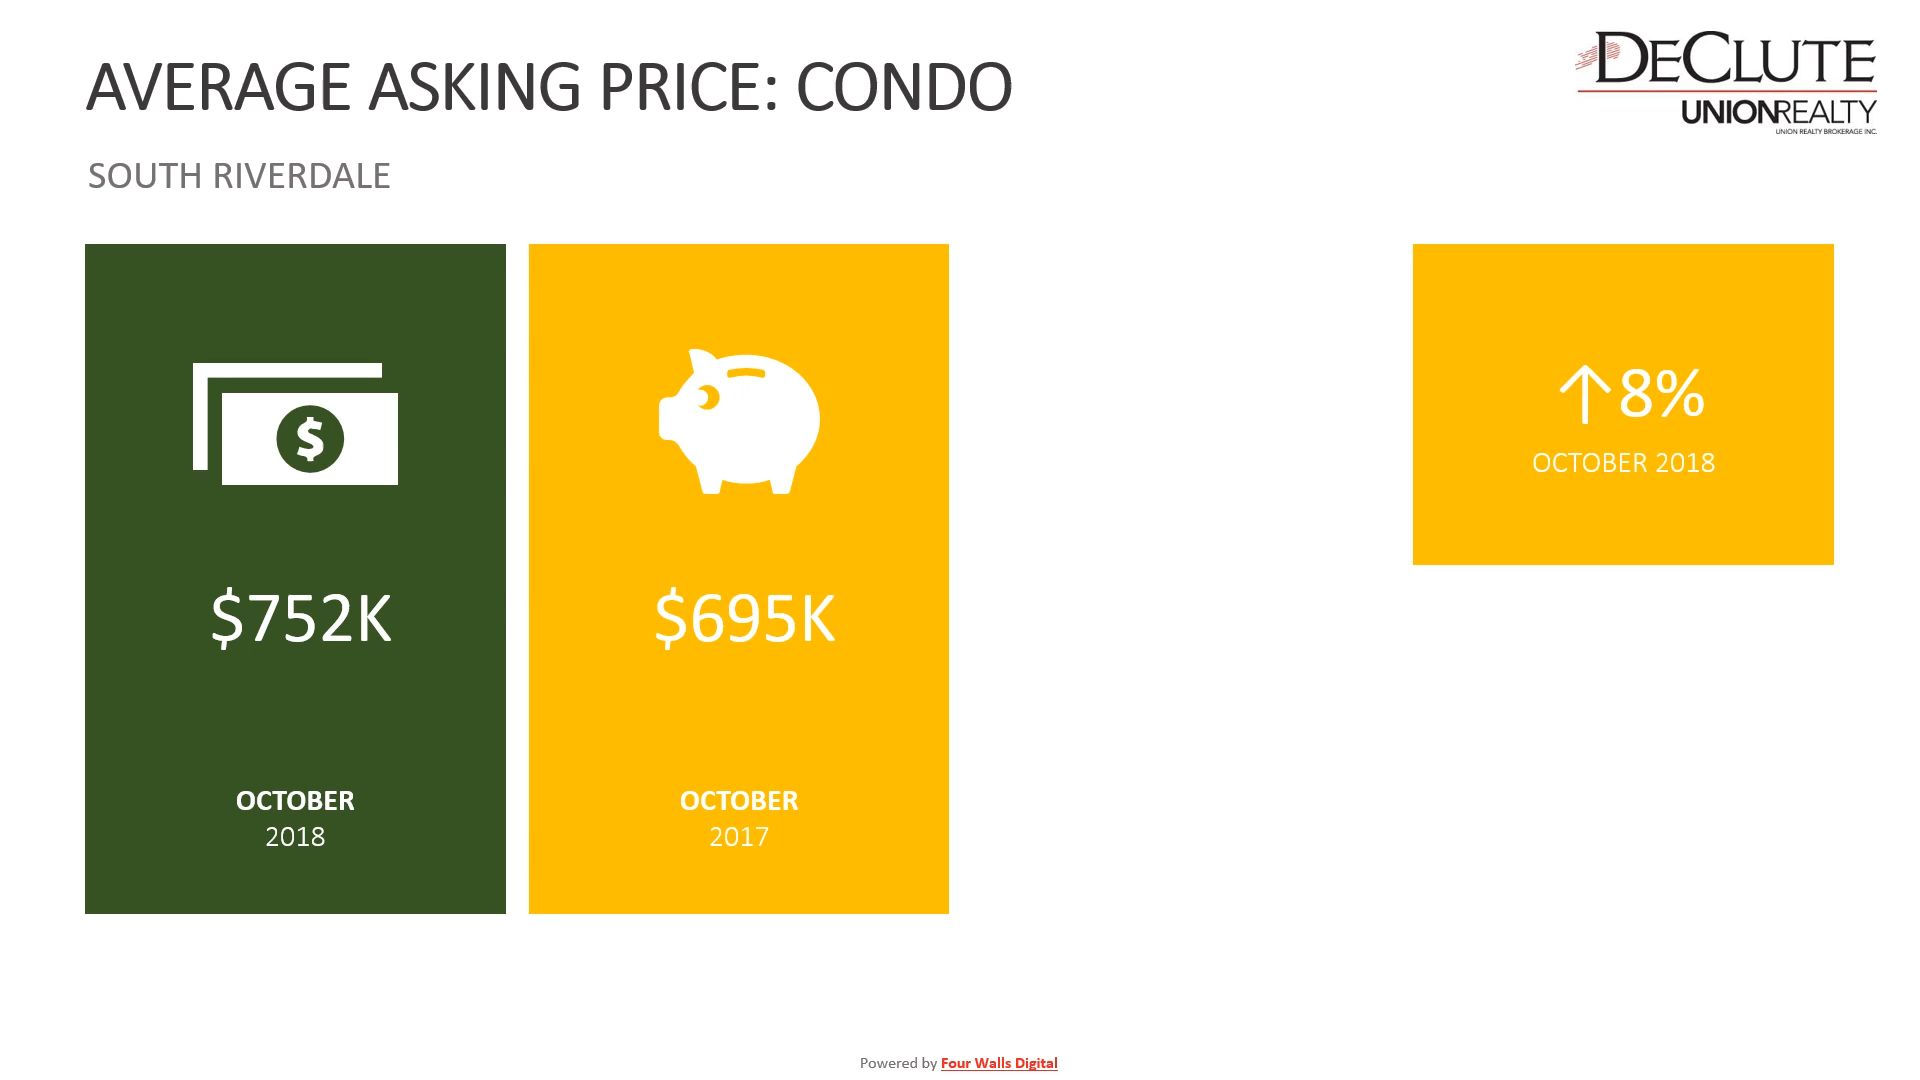 AVERAGE ASKING PRICE: CONDO
DECLUTE
UNIONREALTY
UNION REALTY BROKERAGE INC.
SOUTH RIVERDALE
$
$752K
OCTOBER
2018
$695K
OCTOBER
2017
↑8%
OCTOBER 2018
Powered by Four Walls Digital